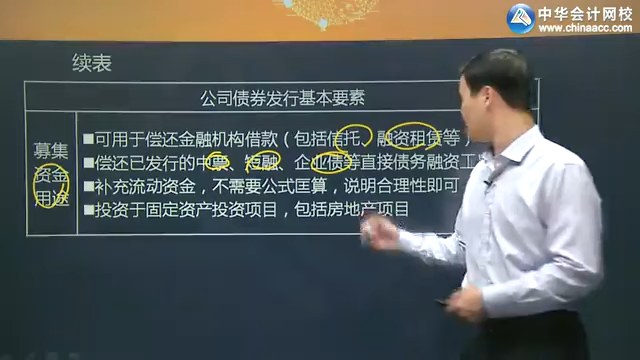 中华会计网校
www.chinaacc.com
续表
公司债券发行基本要素
募集
资金
用途
■可用于偿还金融机构借款（包括信托、融资租赁等）
■偿还已发行的中票、短融、企业债等直接债务融资工
■补充流动资金，不需要公式匡算，说明合理性即可
■投资于固定资产投资项目，包括房地产项目